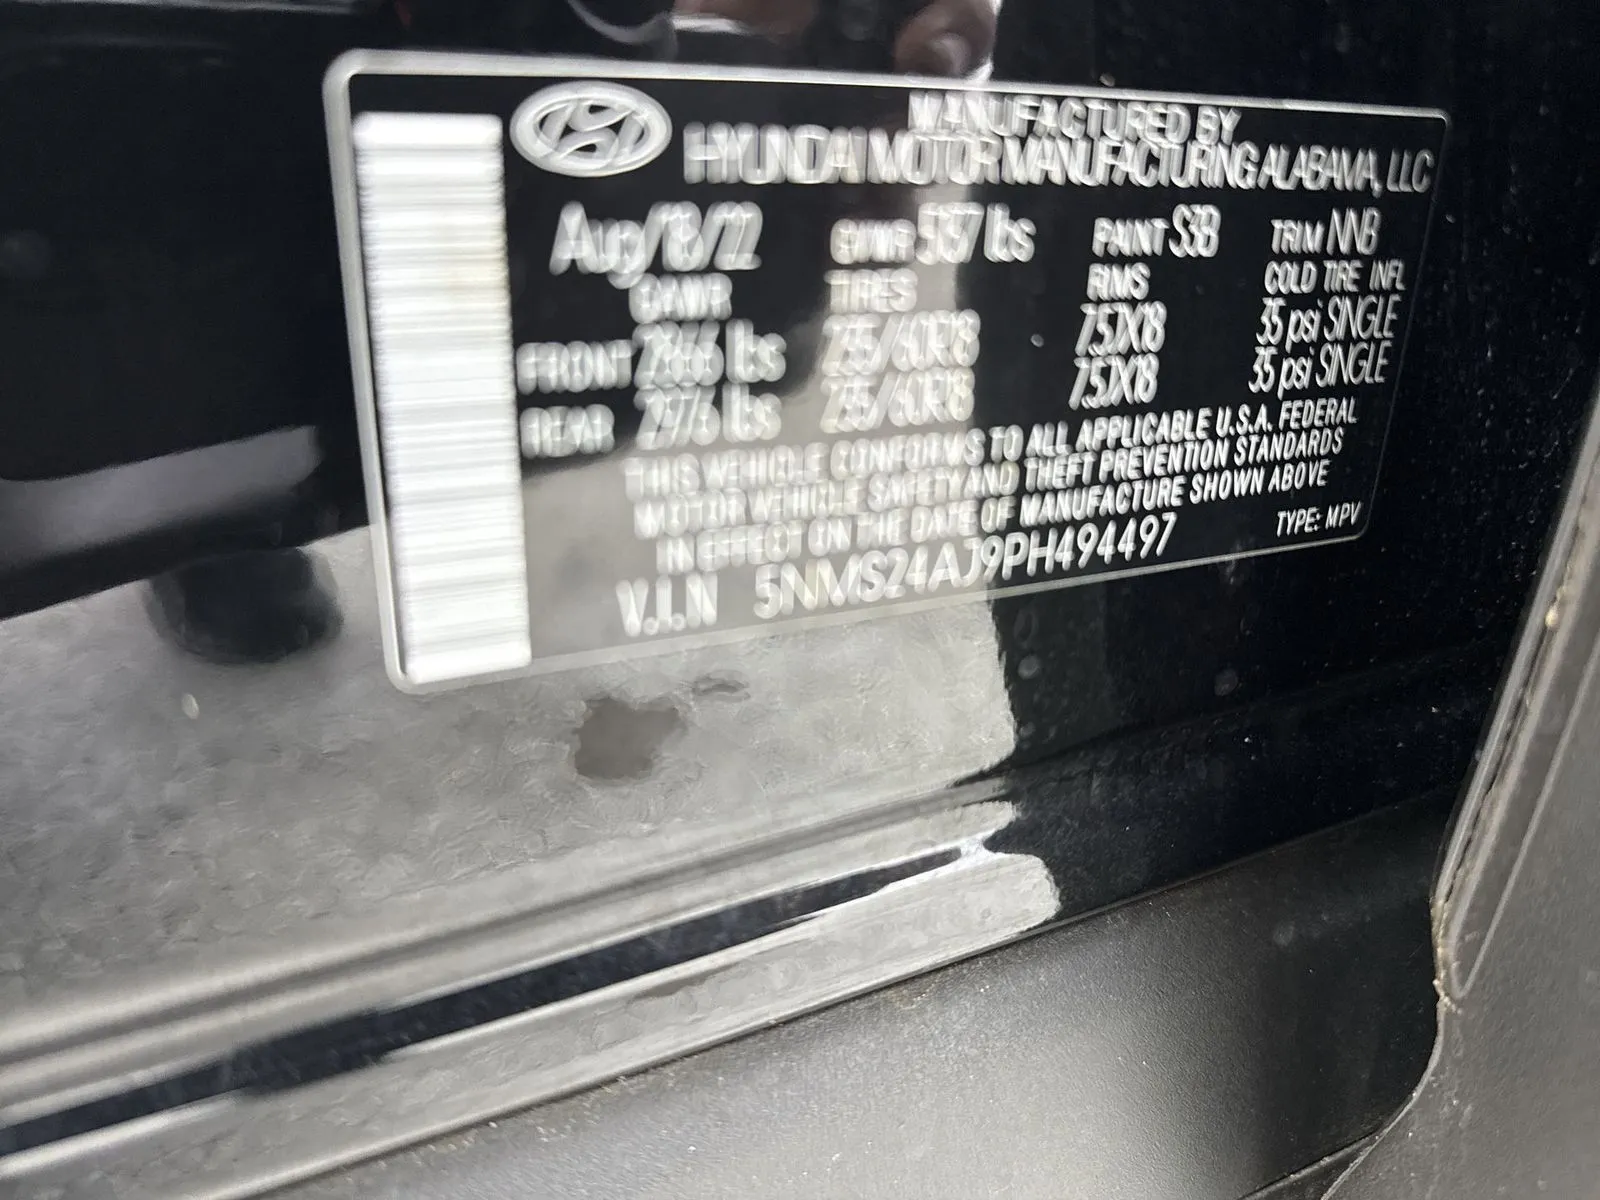 MANUFACTURED BY
HYUNDAI MOTOR MANUFACTURING ALABAMA, LLC
Aug/18/22 GVWR lbs PAINT S3B TRIM NNB
GAWR TIRES RIMS COLD TIRE INFL
FRONT 2866 lbs 235/60R18 7.5JX18 35 psi SINGLE
REAR 2976 lbs 235/60R18 7.5JX18 35 psi SINGLE
THIS VEHICLE CONFORMS TO ALL APPLICABLE U.S.A. FEDERAL
MOTOR VEHICLE SAFETY AND THEFT PREVENTION STANDARDS
IN EFFECT ON THE DATE OF MANUFACTURE SHOWN ABOVE
V.I.N 5NMS24AJ9PH494497 TYPE: MPV